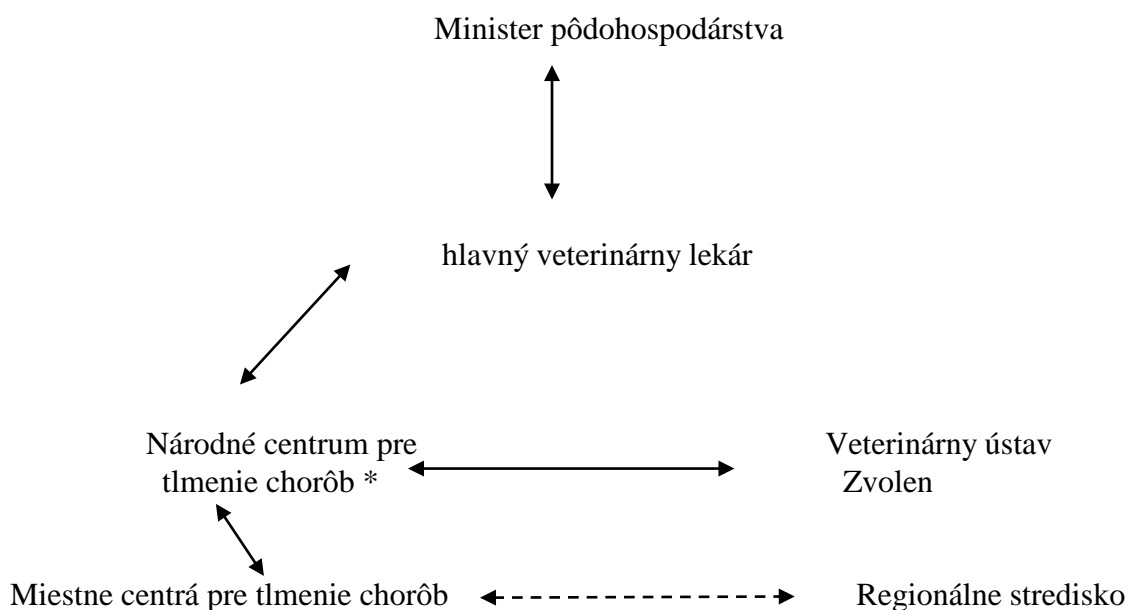 Minister pôdohospodárstva
hlavný veterinárny lekár
Národné centrum pre
tlmenie chorôb *
Veterinárny ústav
Zvolen
Miestne centrá pre tlmenie chorôb
Regionálne stredisko